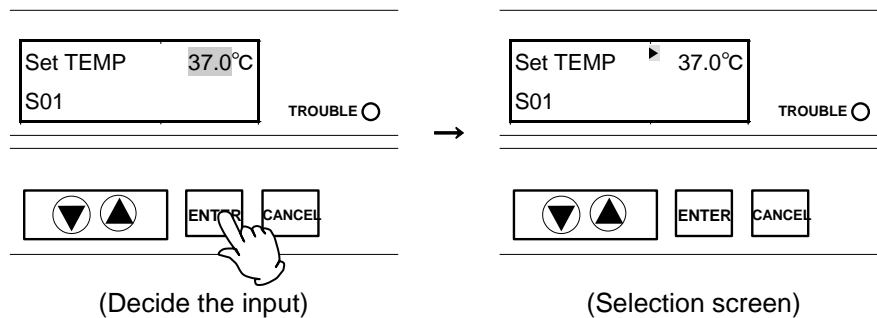 Set TEMP 37.0°C
S01
TROUBLE
ENTER CANCEL
(Decide the input)
→
Set TEMP 37.0°C
S01
TROUBLE
ENTER CANCEL
(Selection screen)